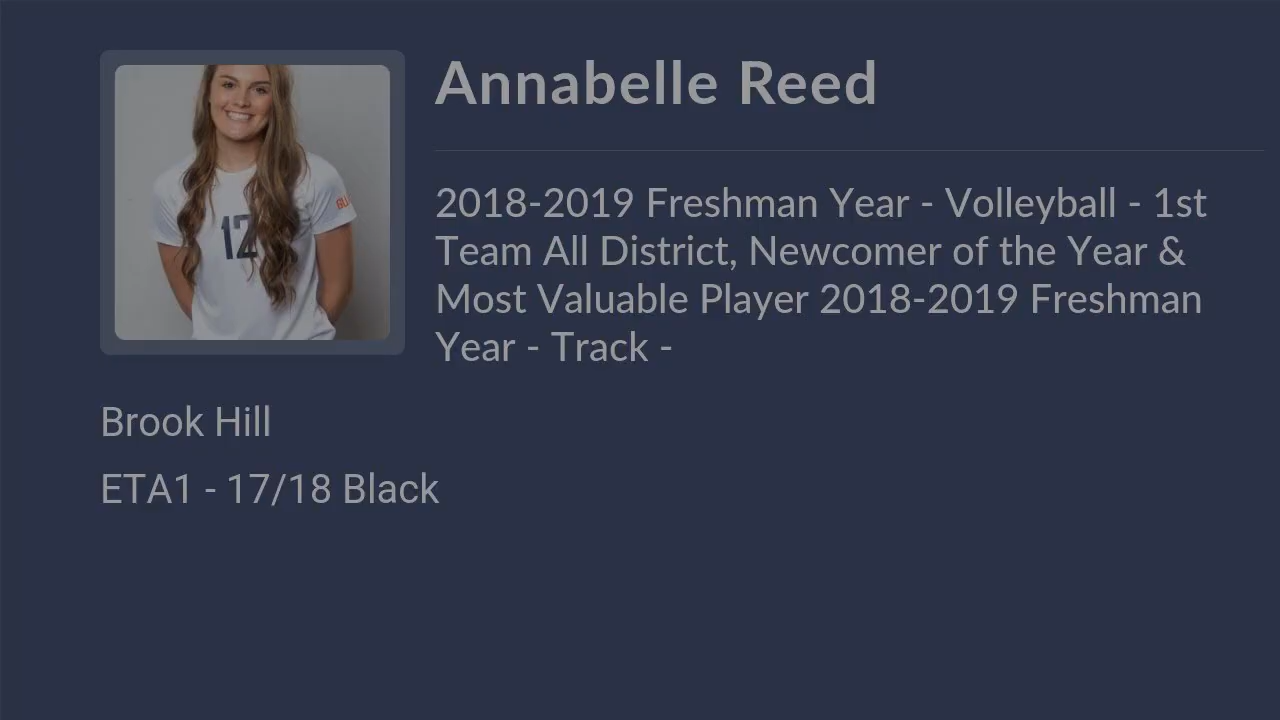 Annabelle Reed
2018-2019 Freshman Year - Volleyball - 1st
Team All District, Newcomer of the Year &
Most Valuable Player 2018-2019 Freshman
Year - Track -
12
GU
Brook Hill
ETA1 - 17/18 Black